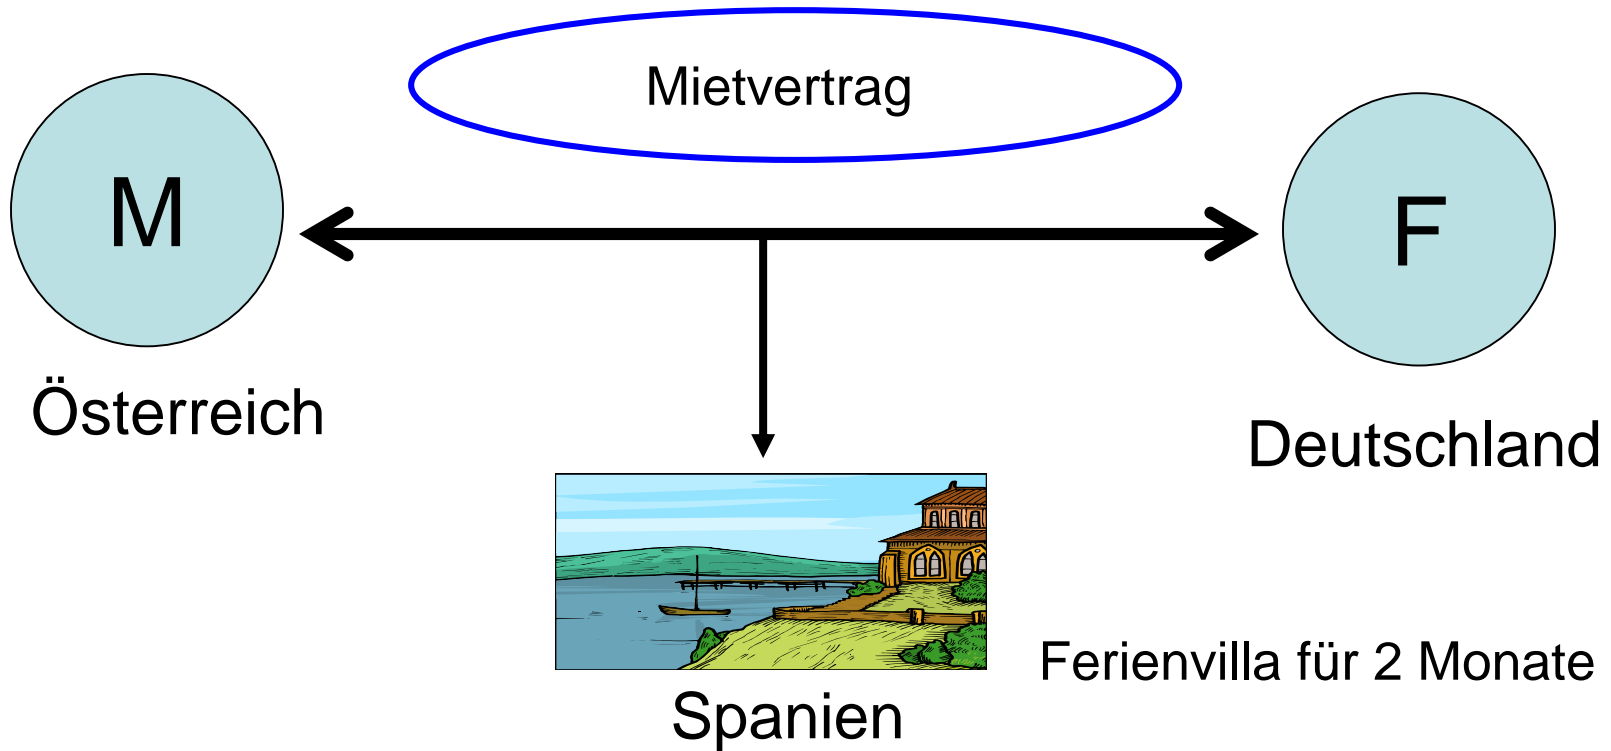 Mietvertrag
M
F
Österreich
Deutschland
Ferienvilla für 2 Monate
Spanien